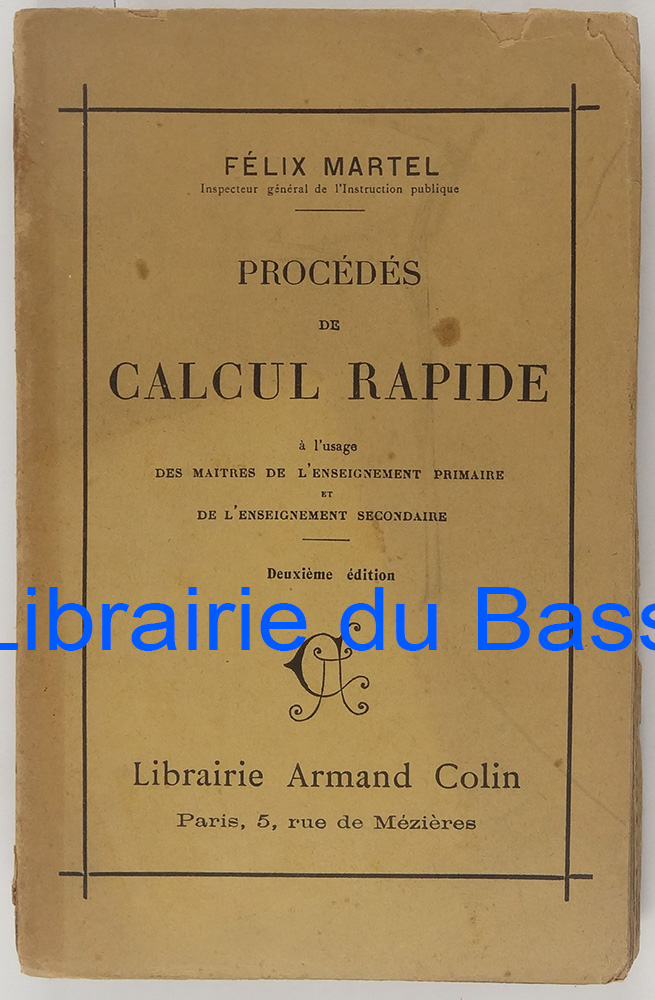 FÉLIX MARTEL
Inspecteur général de l'Instruction publique
PROCÉDÉS
DE
CALCUL RAPIDE
à l'usage
DES MAITRES DE L'ENSEIGNEMENT PRIMAIRE
ET
DE L'ENSEIGNEMENT SECONDAIRE
Deuxième édition
Librairie du Bass
Librairie Armand Colin
Paris, 5, rue de Mézières